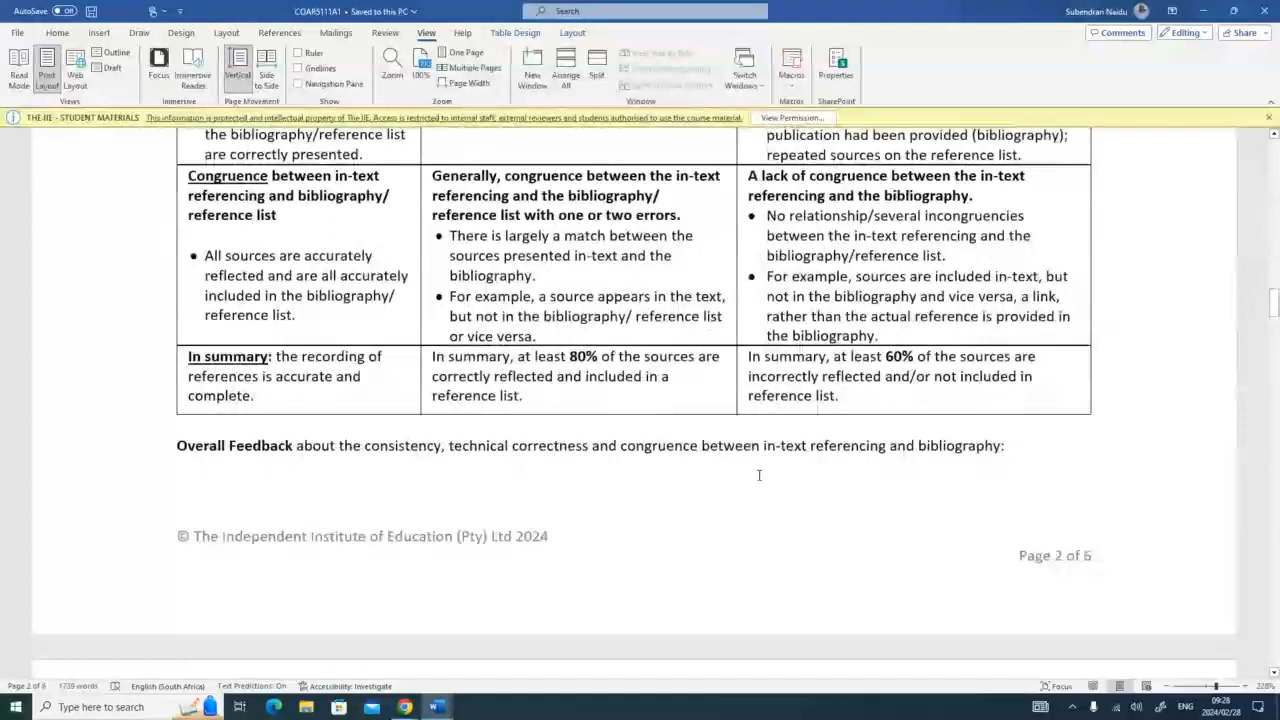 AutoSave Off
COAR5111A1 • Saved to this PC
Search
Subendran Naidu
File Home Insert Draw Design Layout References Mailings Review View Help Table Design Layout
Comments Editing Share
Read Mode
Print Layout
Web Layout
Outline
Draft
Views
Focus
Immersive Reader
Immersive
Vertical
Side to Side
Page Movement
Ruler
Gridlines
Navigation Pane
Show
Zoom
100%
One Page
Multiple Pages
Page Width
Zoom
New Window
Arrange All
Split
Window
Switch Windows
Macros
Macros
Properties
SharePoint
THE IIE - STUDENT MATERIALS This information is protected and intellectual property of The IIE. Access is restricted to internal staff, external reviewers and students authorised to use the course material. View Permission...
the bibliography/reference list
are correctly presented.
publication had been provided (bibliography);
repeated sources on the reference list.
Congruence between in-text
referencing and bibliography/
reference list
• All sources are accurately
reflected and are all accurately
included in the bibliography/
reference list.
Generally, congruence between the in-text
referencing and the bibliography/
reference list with one or two errors.
• There is largely a match between the
sources presented in-text and the
bibliography.
• For example, a source appears in the text,
but not in the bibliography/ reference list
or vice versa.
A lack of congruence between the in-text
referencing and the bibliography.
• No relationship/several incongruencies
between the in-text referencing and the
bibliography/reference list.
• For example, sources are included in-text, but
not in the bibliography and vice versa, a link,
rather than the actual reference is provided in
the bibliography.
In summary: the recording of
references is accurate and
complete.
In summary, at least 80% of the sources are
correctly reflected and included in a
reference list.
In summary, at least 60% of the sources are
incorrectly reflected and/or not included in
reference list.
Overall Feedback about the consistency, technical correctness and congruence between in-text referencing and bibliography:
© The Independent Institute of Education (Pty) Ltd 2024
Page 2 of 6
Page 2 of 6 1739 words English (South Africa) Text Predictions: On Accessibility: Investigate
Focus 228%
Type here to search
ENG
09:28
2024/02/28